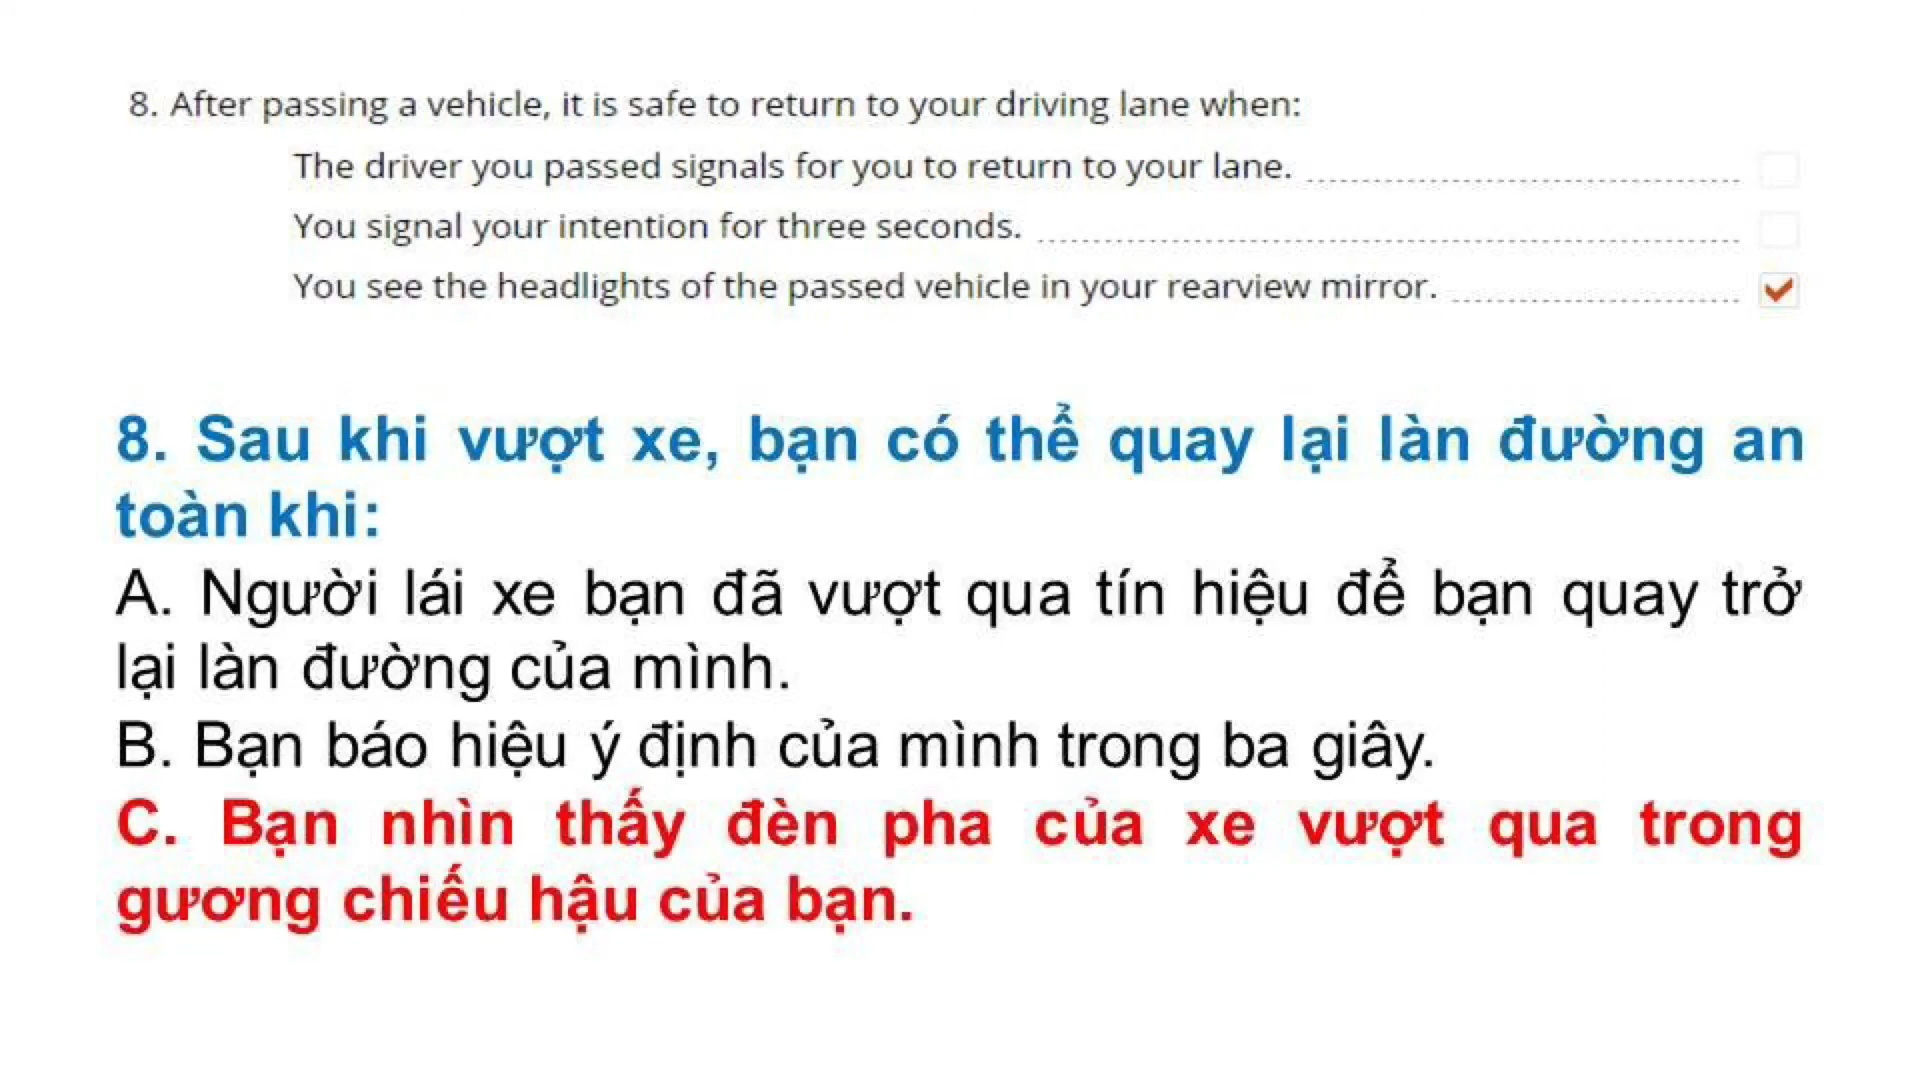 8. After passing a vehicle, it is safe to return to your driving lane when:
The driver you passed signals for you to return to your lane.
You signal your intention for three seconds.
You see the headlights of the passed vehicle in your rearview mirror.
8. Sau khi vượt xe, bạn có thể quay lại làn đường an
toàn khi:
A. Người lái xe bạn đã vượt qua tín hiệu để bạn quay trở
lại làn đường của mình.
B. Bạn báo hiệu ý định của mình trong ba giây.
C. Bạn nhìn thấy đèn pha của xe vượt qua trong
gương chiếu hậu của bạn.